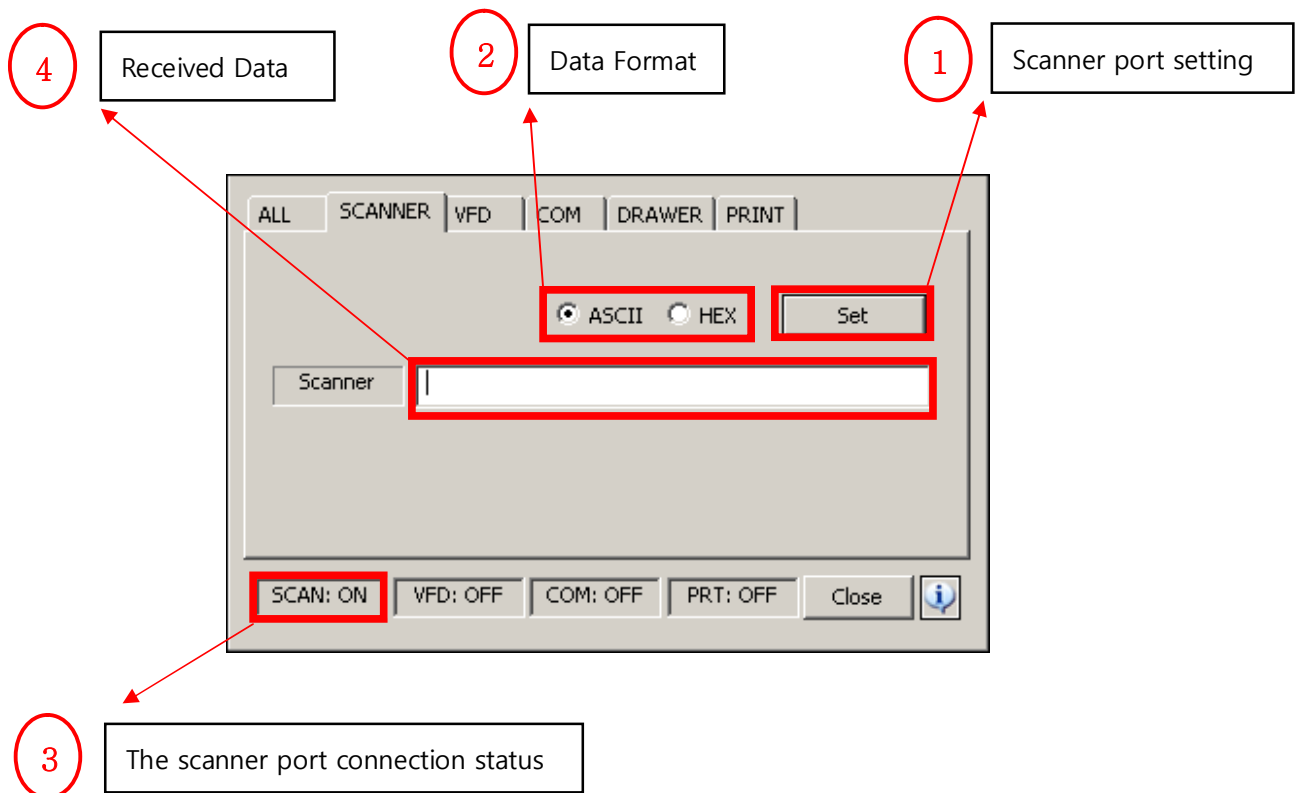 4 Received Data
2 Data Format
1 Scanner port setting
ALL SCANNER VFD COM DRAWER PRINT
ASCII HEX Set
Scanner
SCAN: ON VFD: OFF COM: OFF PRT: OFF Close
3 The scanner port connection status